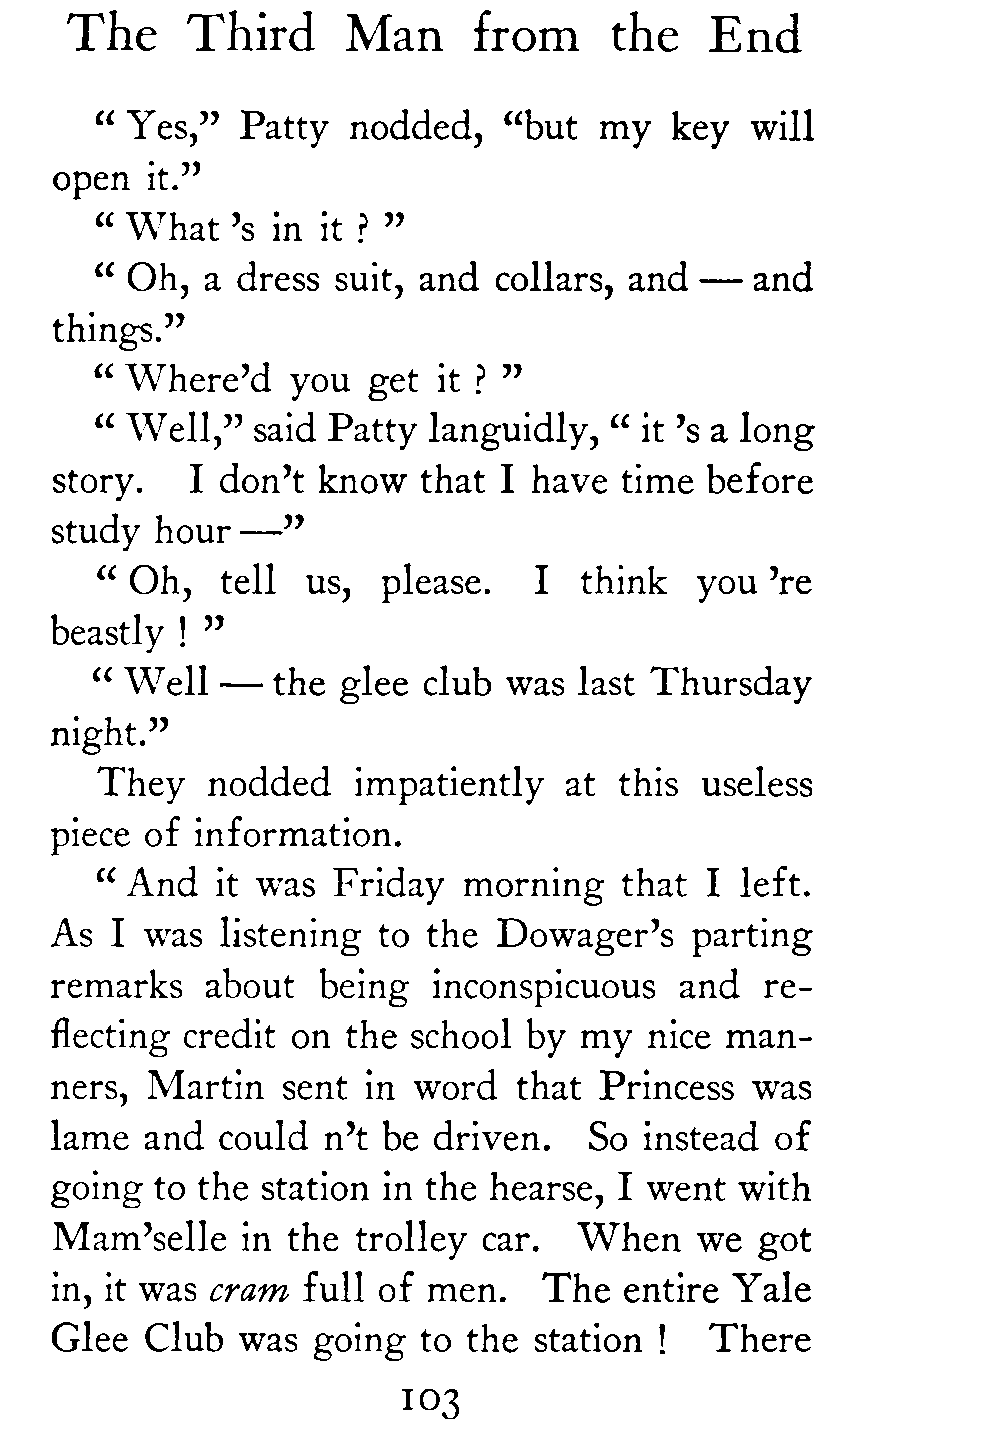 The Third Man from the End
“ Yes,” Patty nodded, “but my key will
open it.”
“ What ’s in it ? ”
“ Oh, a dress suit, and collars, and — and
things.”
“ Where’d you get it ? ”
“ Well,” said Patty languidly, “ it ’s a long
story. I don’t know that I have time before
study hour —”
“ Oh, tell us, please. I think you ’re
beastly ! ”
“ Well — the glee club was last Thursday
night.”
They nodded impatiently at this useless
piece of information.
“ And it was Friday morning that I left.
As I was listening to the Dowager’s parting
remarks about being inconspicuous and re-
flecting credit on the school by my nice man-
ners, Martin sent in word that Princess was
lame and could n’t be driven. So instead of
going to the station in the hearse, I went with
Mam’selle in the trolley car. When we got
in, it was cram full of men. The entire Yale
Glee Club was going to the station ! There
103